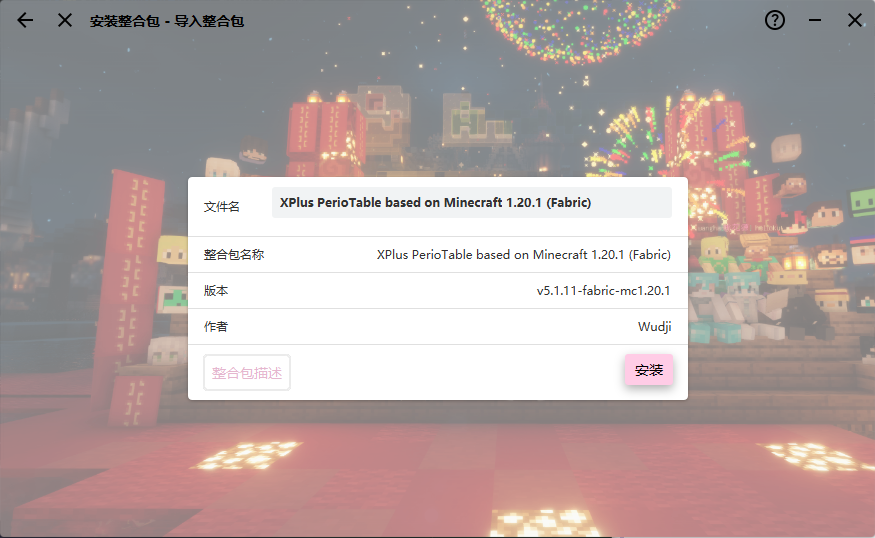 安装整合包 - 导入整合包
文件名
XPlus PerioTable based on Minecraft 1.20.1 (Fabric)
整合包名称
XPlus PerioTable based on Minecraft 1.20.1 (Fabric)
版本
v5.1.11-fabric-mc1.20.1
作者
Wudji
整合包描述
安装